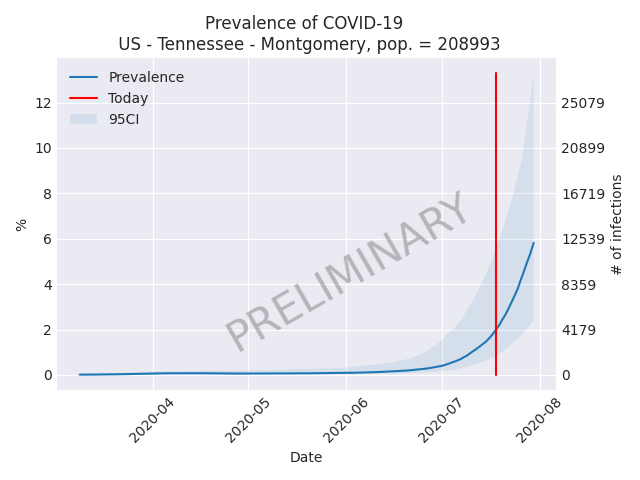 Prevalence of COVID-19
US - Tennessee - Montgomery, pop. = 208993
Prevalence
Today
95CI
12
10
8
6
4
2
0
%
25079
20899
16719
12539
8359
4179
0
# of infections
PRELIMINARY
2020-04
2020-05
2020-06
2020-07
2020-08
Date